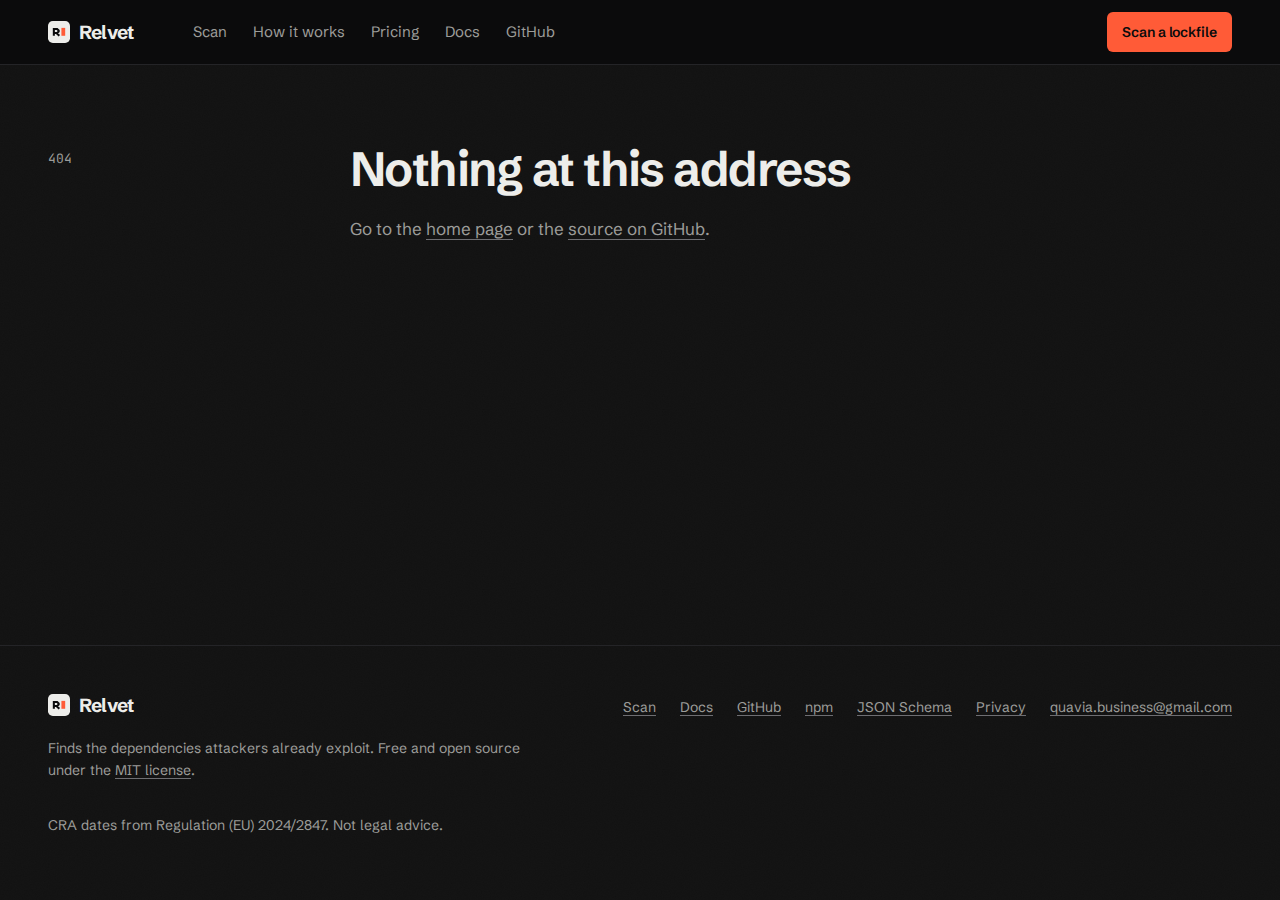 Relvet
Scan
How it works
Pricing
Docs
GitHub
Scan a lockfile
404
Nothing at this address
Go to the home page or the source on GitHub.
Relvet
Scan
Docs
GitHub
npm
JSON Schema
Privacy
quavia.business@gmail.com
Finds the dependencies attackers already exploit. Free and open source
under the MIT license.
CRA dates from Regulation (EU) 2024/2847. Not legal advice.